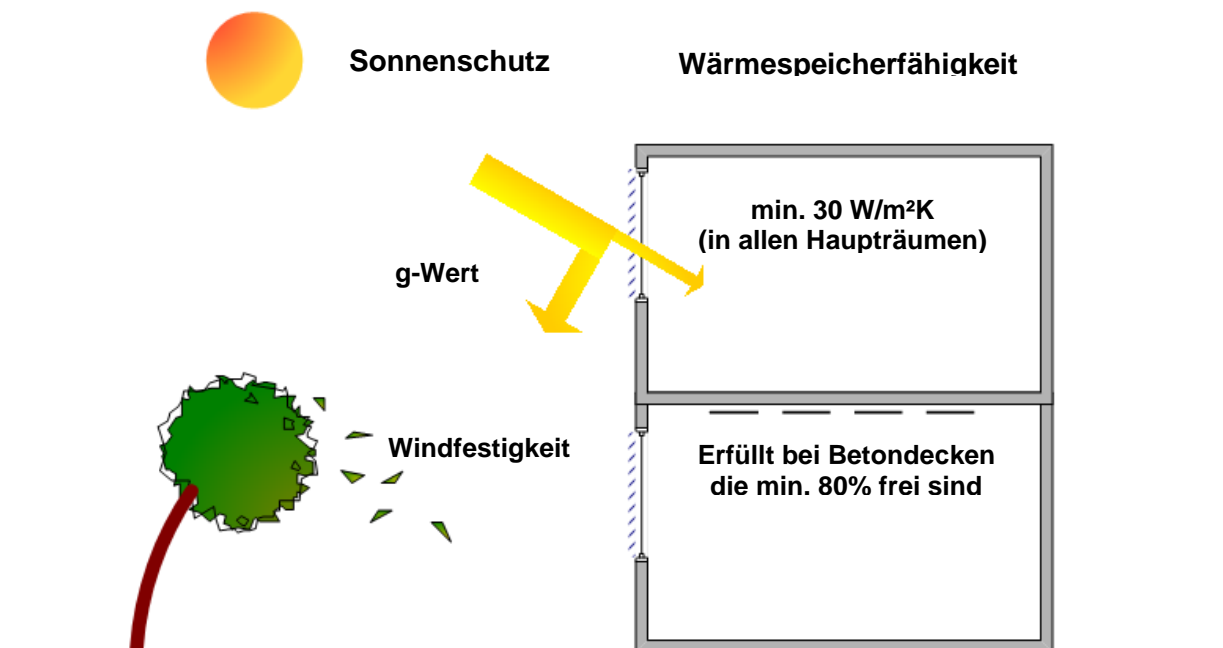 Sonnenschutz
Wärmespeicherfähigkeit
min. 30 W/m²K
(in allen Haupträumen)
g-Wert
Windfestigkeit
Erfüllt bei Betondecken
die min. 80% frei sind